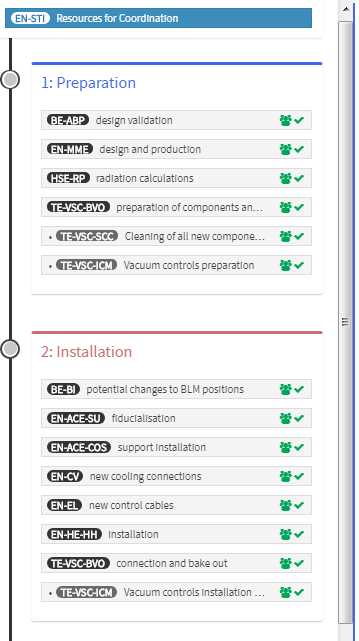 EN-STI Resources for Coordination
1: Preparation
BE-ABP design validation
EN-MME design and production
HSE-RP radiation calculations
TE-VSC-BVO preparation of components an...
• TE-VSC-SCC Cleaning of all new compone...
• TE-VSC-ICM Vacuum controls preparation
2: Installation
BE-BI potential changes to BLM positions
EN-ACE-SU fiducialisation
EN-ACE-COS support installation
EN-CV new cooling connections
EN-EL new control cables
EN-HE-HH Installation
TE-VSC-BVO connection and bake out
• TE-VSC-ICM Vacuum controls installation ...